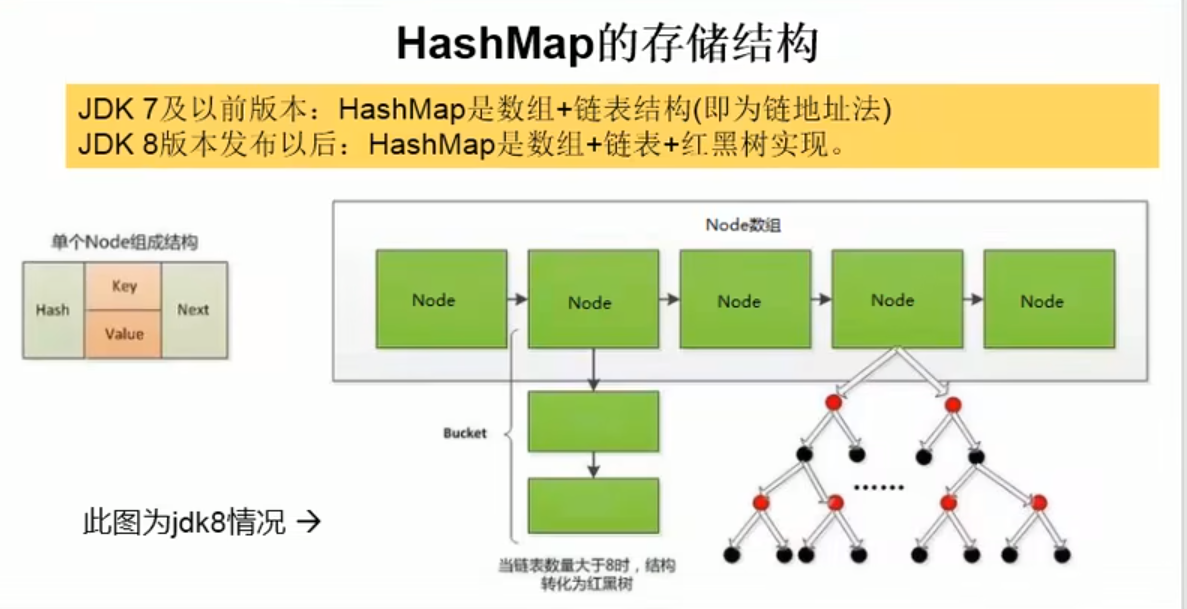 HashMap的存储结构
JDK 7及以前版本：HashMap是数组+链表结构(即为链地址法)
JDK 8版本发布以后：HashMap是数组+链表+红黑树实现。
单个Node组成结构
Hash
Key
Value
Next
Node数组
Node
Node
Node
Node
Node
Bucket
......
此图为jdk8情况 →
当链表数量大于8时，结构
转化为红黑树